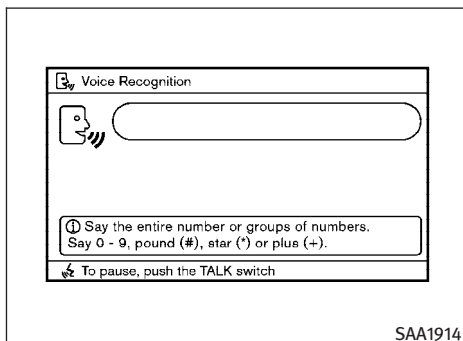 Voice Recognition
ⓘ Say the entire number or groups of numbers.
Say 0 - 9, pound (#), star (*) or plus (+).
To pause, push the TALK switch
SAA1914